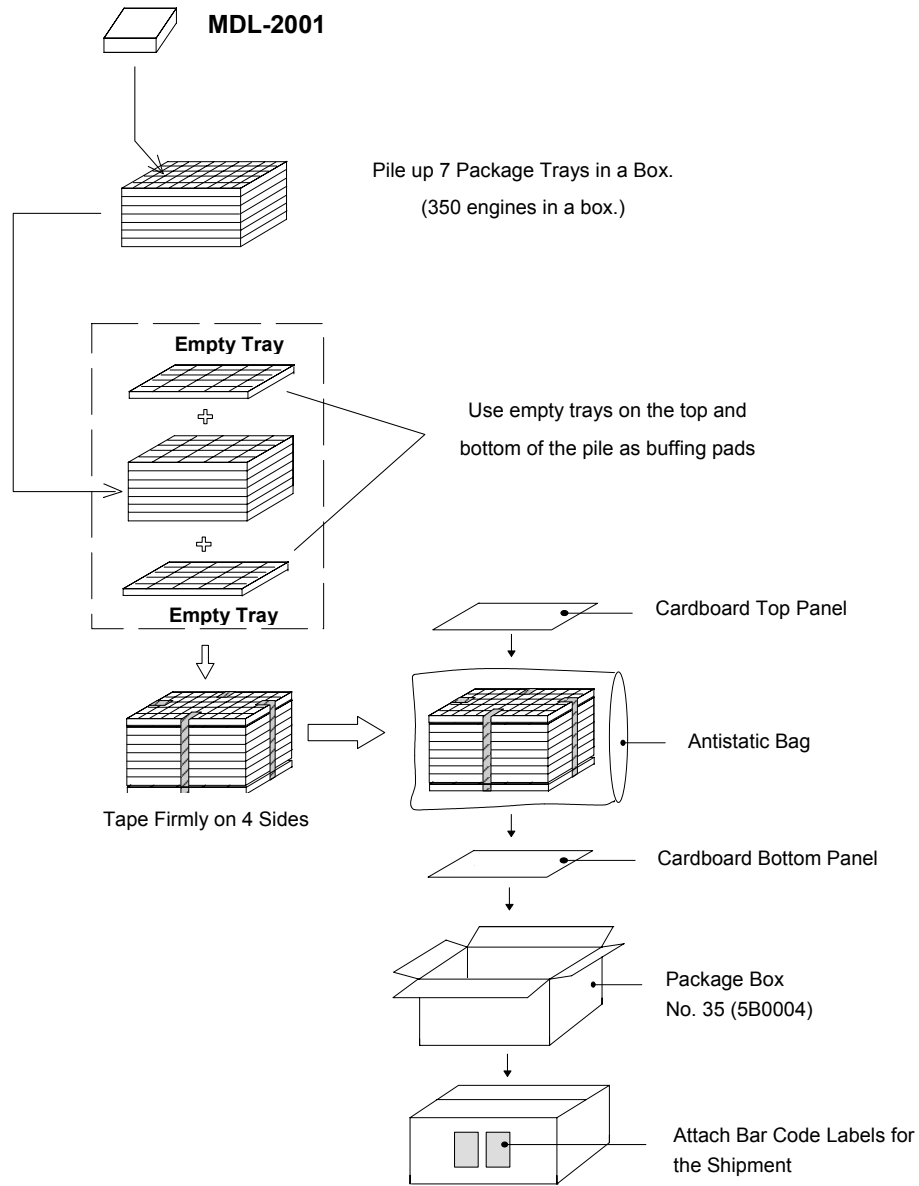 MDL-2001
Pile up 7 Package Trays in a Box.
(350 engines in a box.)
Empty Tray
Use empty trays on the top and
bottom of the pile as buffing pads
Empty Tray
Cardboard Top Panel
Antistatic Bag
Tape Firmly on 4 Sides
Cardboard Bottom Panel
Package Box
No. 35 (5B0004)
Attach Bar Code Labels for
the Shipment